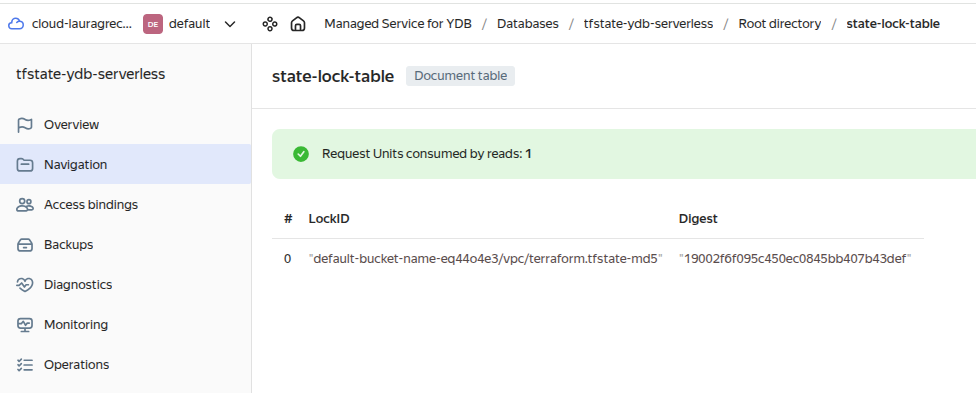 cloud-lauragrec... DE default Managed Service for YDB / Databases / tfstate-ydb-serverless / Root directory / state-lock-table
tfstate-ydb-serverless
Overview
Navigation
Access bindings
Backups
Diagnostics
Monitoring
Operations
state-lock-table Document table
Request Units consumed by reads: 1
# LockID Digest
0 "default-bucket-name-eq44o4e3/vpc/terraform.tfstate-md5" "19002f6f095c450ec0845bb407b43def"